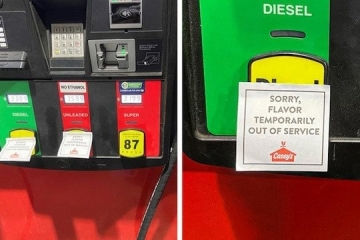 NO ETHANOL
DIESEL
UNLEADED
SUPER
87
DIESEL
SORRY,
FLAVOR
TEMPORARILY
OUT OF SERVICE
Casey's